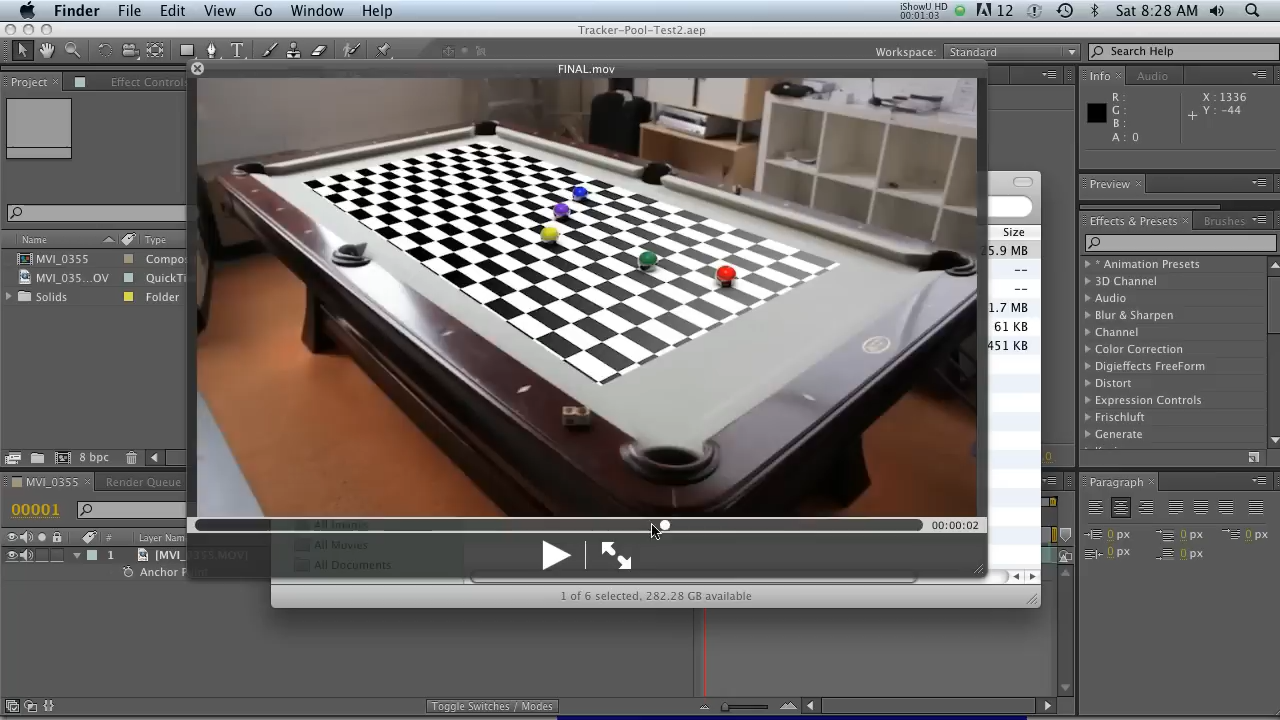 Finder File Edit View Go Window Help
iShowU HD
00:01:03
12
Sat 8:28 AM
Tracker-Pool-Test2.aep
Workspace: Standard
Search Help
Project
Effect Control
FINAL.mov
Name Type
MVI_0355 Compo
MVI_035...OV QuickTi
Solids Folder
8 bpc
Info Audio
R :
G :
B :
A : 0
X : 1336
Y : -44
Preview
Effects & Presets Brushes
* Animation Presets
3D Channel
Audio
Blur & Sharpen
Channel
Color Correction
Digieffects FreeForm
Distort
Expression Controls
Frischluft
Generate
Size
5.9 MB
--
--
1.7 MB
61 KB
451 KB
MVI_0355 Render Queue
00001
Layer Nam
1 [MVI_0355.MOV]
Anchor Point
00:00:02
All Images
All Movies
All Documents
1 of 6 selected, 282.28 GB available
Toggle Switches / Modes
Paragraph
0 px 0 px 0 px
0 px 0 px